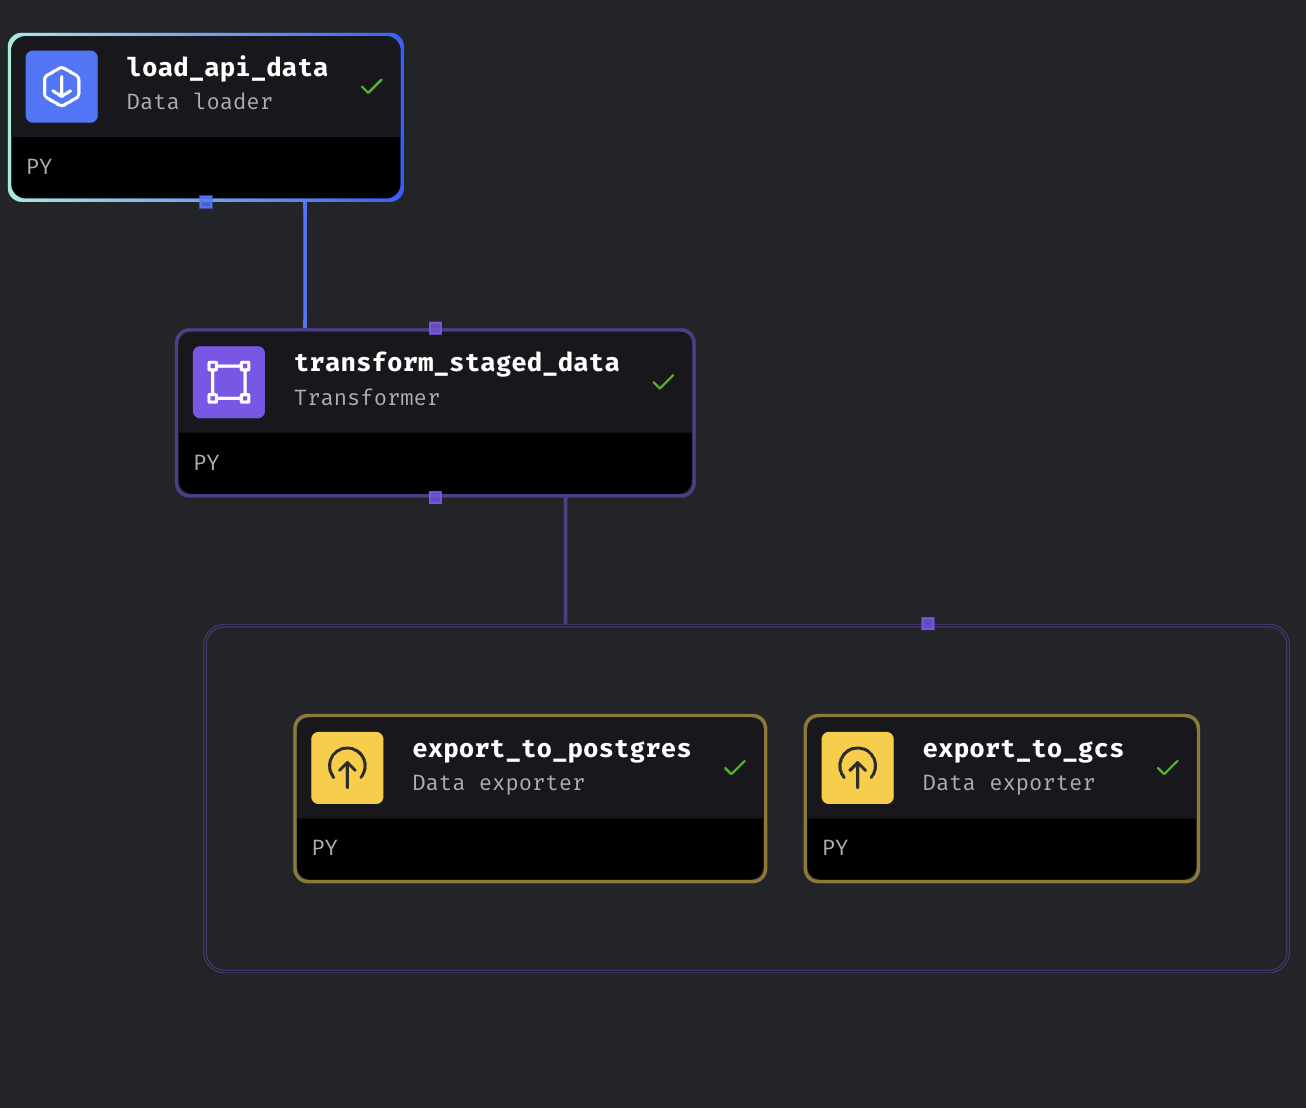 load_api_data
Data loader
PY
transform_staged_data
Transformer
PY
export_to_postgres
Data exporter
PY
export_to_gcs
Data exporter
PY